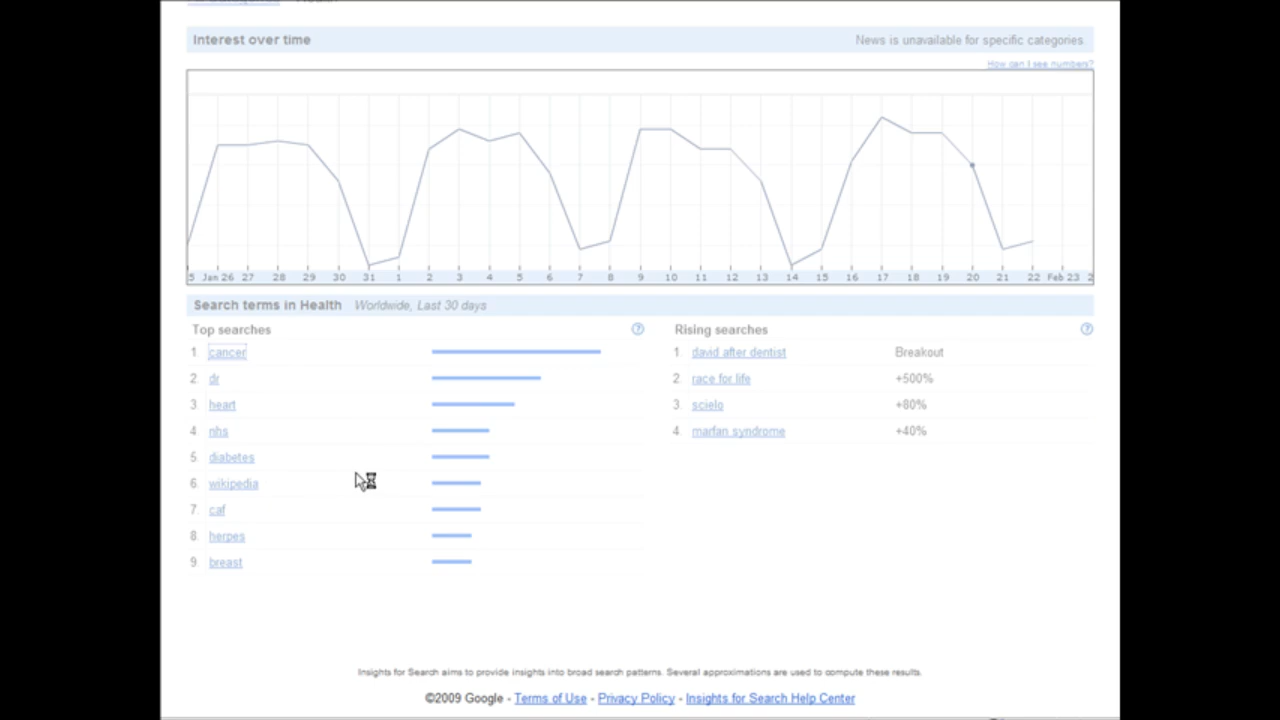 Interest over time News is unavailable for specific categories.
How can I see numbers?
5 Jan 26 27 28 29 30 31 1 2 3 4 5 6 7 8 9 10 11 12 13 14 15 16 17 18 19 20 21 22 Feb 23 2
Search terms in Health Worldwide, Last 30 days
Top searches Rising searches
1. cancer 1. david after dentist Breakout
2. dr 2. race for life +500%
3. heart 3. scielo +80%
4. nhs 4. marfan syndrome +40%
5. diabetes
6. wikipedia
7. caf
8. herpes
9. breast
Insights for Search aims to provide insights into broad search patterns. Several approximations are used to compute these results.
©2009 Google - Terms of Use - Privacy Policy - Insights for Search Help Center